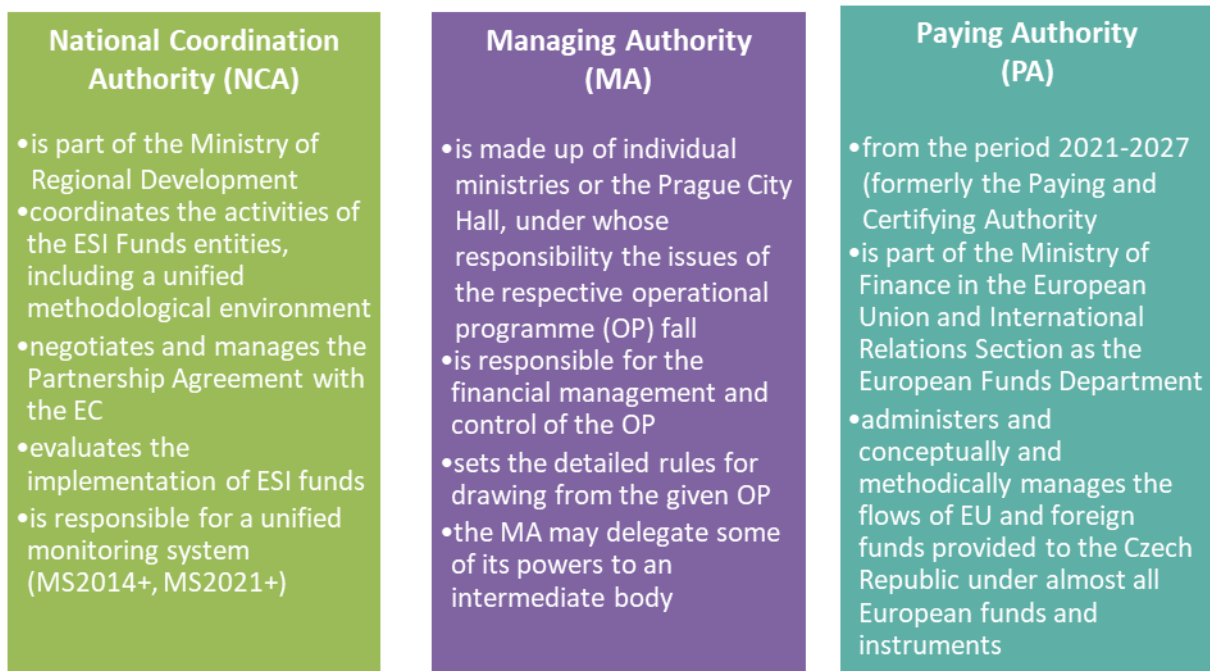 National Coordination
Authority (NCA)
•is part of the Ministry of
Regional Development
•coordinates the activities of
the ESI Funds entities,
including a unified
methodological environment
•negotiates and manages the
Partnership Agreement with
the EC
•evaluates the
implementation of ESI funds
•is responsible for a unified
monitoring system
(MS2014+, MS2021+)
Managing Authority
(MA)
•is made up of individual
ministries or the Prague City
Hall, under whose
responsibility the issues of
the respective operational
programme (OP) fall
•is responsible for the
financial management and
control of the OP
•sets the detailed rules for
drawing from the given OP
•the MA may delegate some
of its powers to an
intermediate body
Paying Authority
(PA)
•from the period 2021-2027
(formerly the Paying and
Certifying Authority
•is part of the Ministry of
Finance in the European
Union and International
Relations Section as the
European Funds Department
•administers and
conceptually and
methodically manages the
flows of EU and foreign
funds provided to the Czech
Republic under almost all
European funds and
instruments